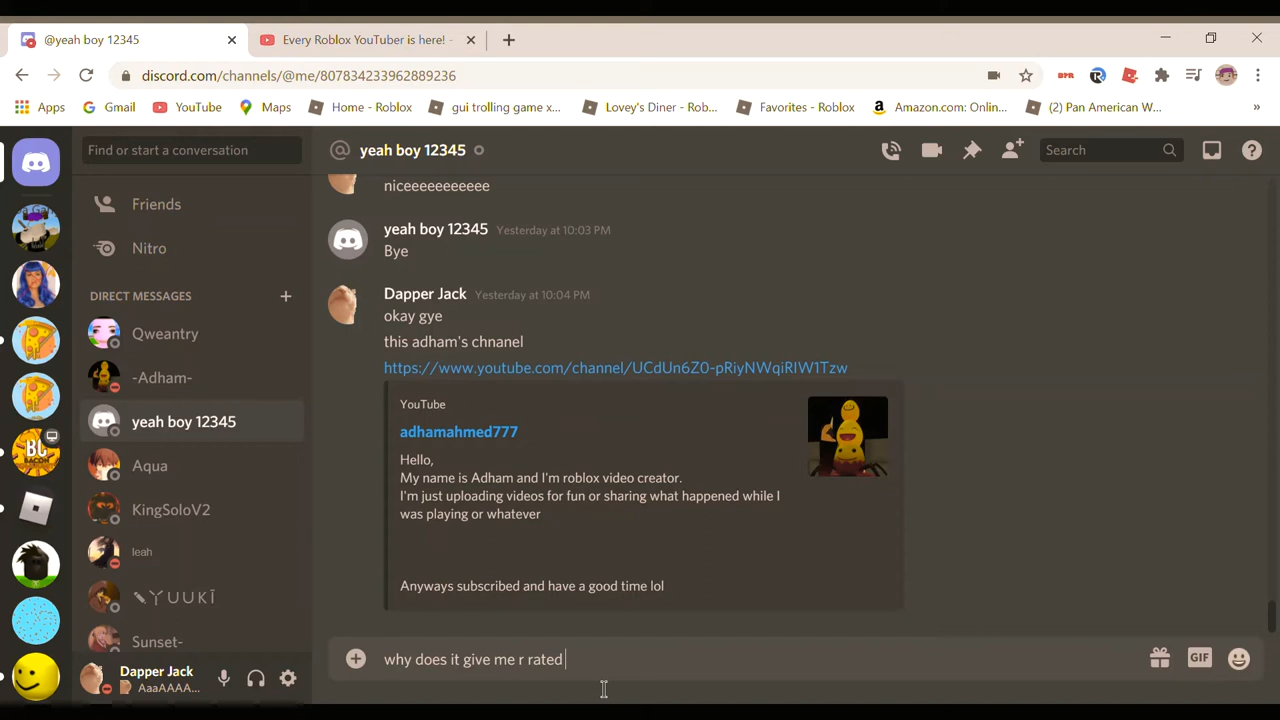 @yeah boy 12345
Every Roblox YouTuber is here! -
discord.com/channels/@me/807834233962889236
Apps
Gmail
YouTube
Maps
Home - Roblox
gui trolling game x...
Lovey's Diner - Rob...
Favorites - Roblox
Amazon.com: Onlin...
(2) Pan American W...
»
Find or start a conversation
@ yeah boy 12345
Search
Friends
Nitro
DIRECT MESSAGES
Qweantry
-Adham-
yeah boy 12345
Aqua
KingSoloV2
leah
Sunset-
Dapper Jack
AaaAAAA...
niceeeeeeeeeee
yeah boy 12345 Yesterday at 10:03 PM
Bye
Dapper Jack Yesterday at 10:04 PM
okay gye
this adham's chnanel
https://www.youtube.com/channel/UCdUn6Z0-pRiyNWqiRIW1Tzw
YouTube
adhamahmed777
Hello,
My name is Adham and I'm roblox video creator.
I'm just uploading videos for fun or sharing what happened while I
was playing or whatever
Anyways subscribed and have a good time lol
why does it give me r rated
GIF